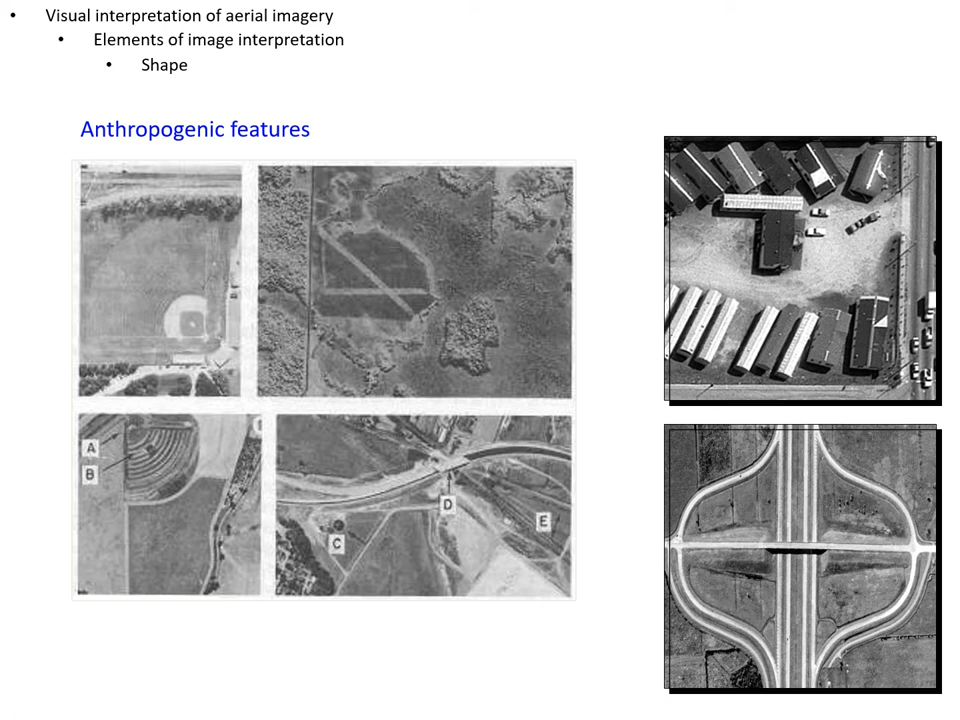 • Visual interpretation of aerial imagery
• Elements of image interpretation
• Shape
Anthropogenic features
A
B
C
D
E